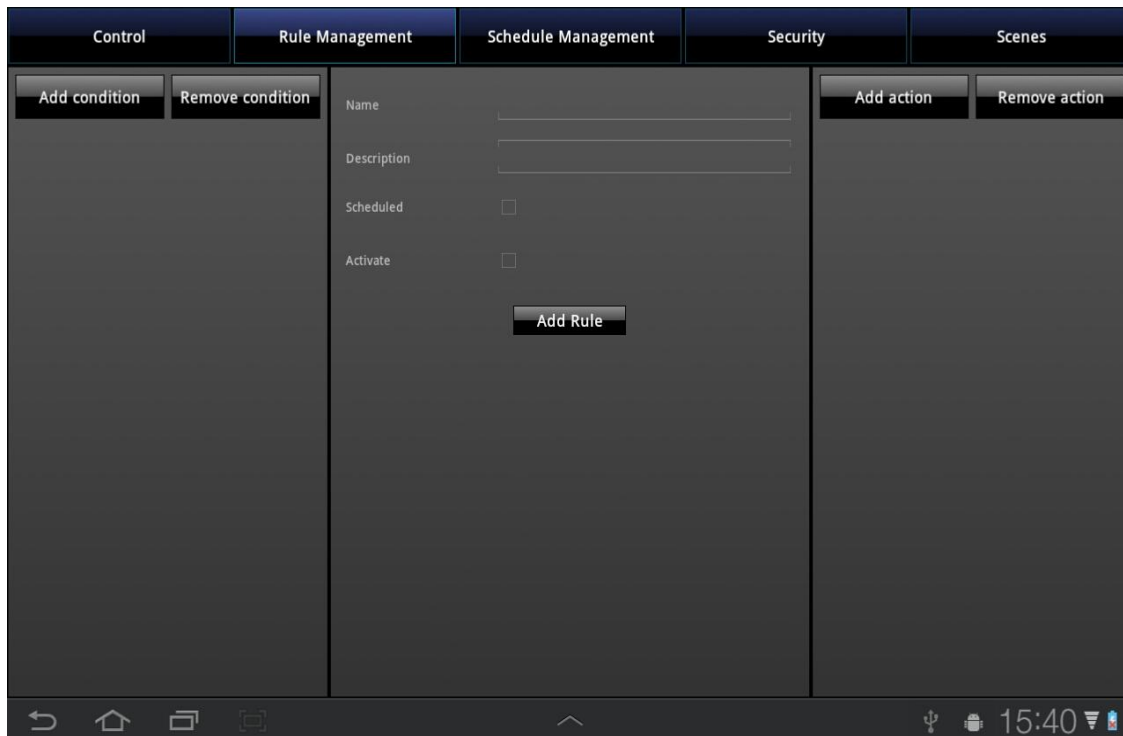 Control Rule Management Schedule Management Security Scenes
Add condition Remove condition
Name
Description
Scheduled
Activate
Add Rule
Add action Remove action
15:40